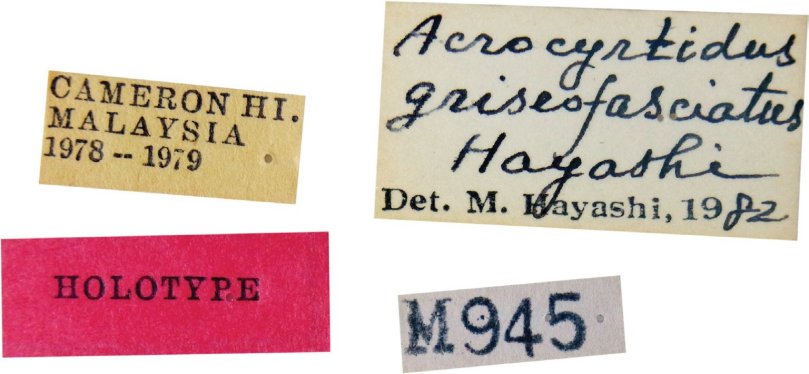 CAMERON HI.
MALAYSIA
1978 -- 1979
Acrocyrtidus
griseofasciatus
Hayashi
Det. M. Hayashi, 1982
HOLOTYPE
M945